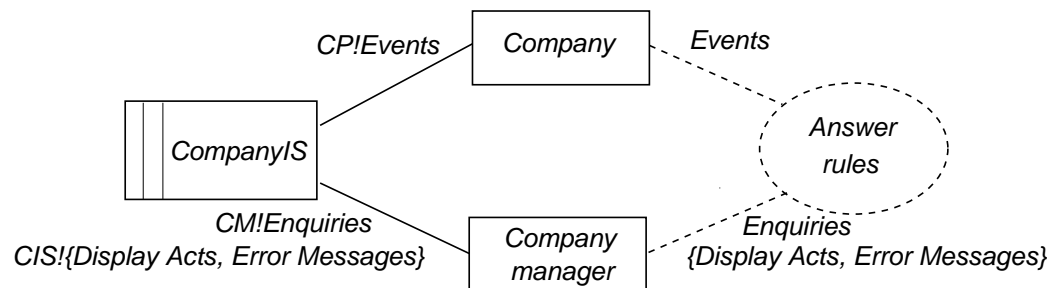 CP!Events
Company
Events
CompanyIS
Answer
rules
CM!Enquiries
CIS!{Display Acts, Error Messages}
Company
manager
Enquiries
{Display Acts, Error Messages}